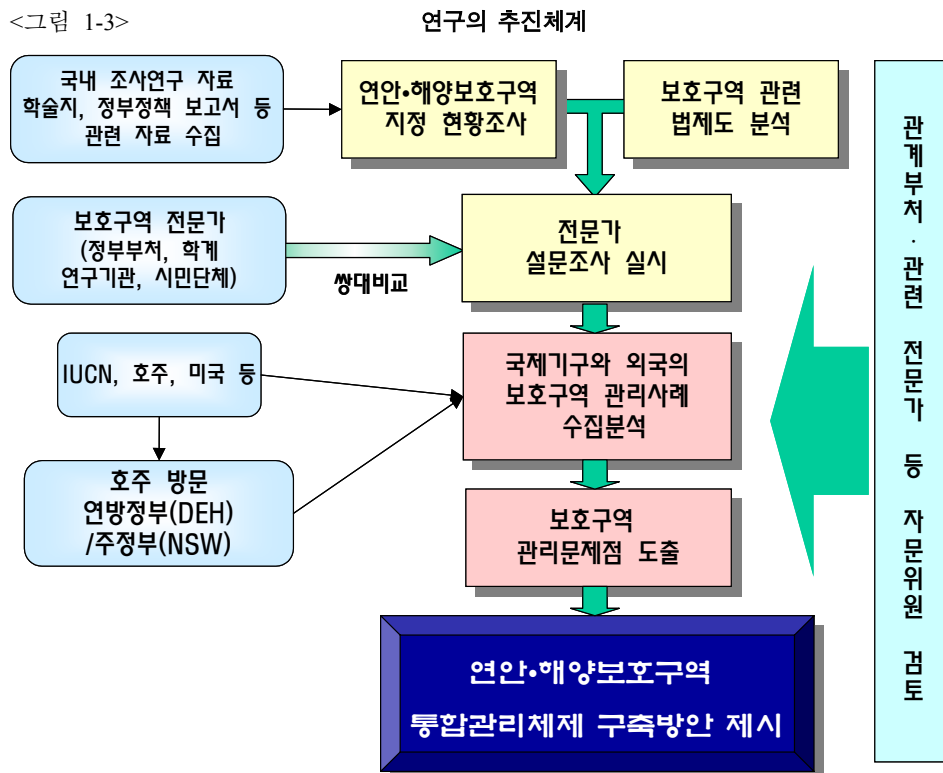 <그림 1-3>
연구의 추진체계
국내 조사연구 자료
학술지, 정부정책 보고서 등
관련 자료 수집
연안•해양보호구역
지정 현황조사
보호구역 관련
법제도 분석
보호구역 전문가
(정부부처, 학계
연구기관, 시민단체)
쌍대비교
전문가
설문조사 실시
IUCN, 호주, 미국 등
국제기구와 외국의
보호구역 관리사례
수집분석
호주 방문
연방정부(DEH)
/주정부(NSW)
보호구역
관리문제점 도출
연안•해양보호구역
통합관리체제 구축방안 제시
관계부처·관련 전문가 등 자문위원 검토